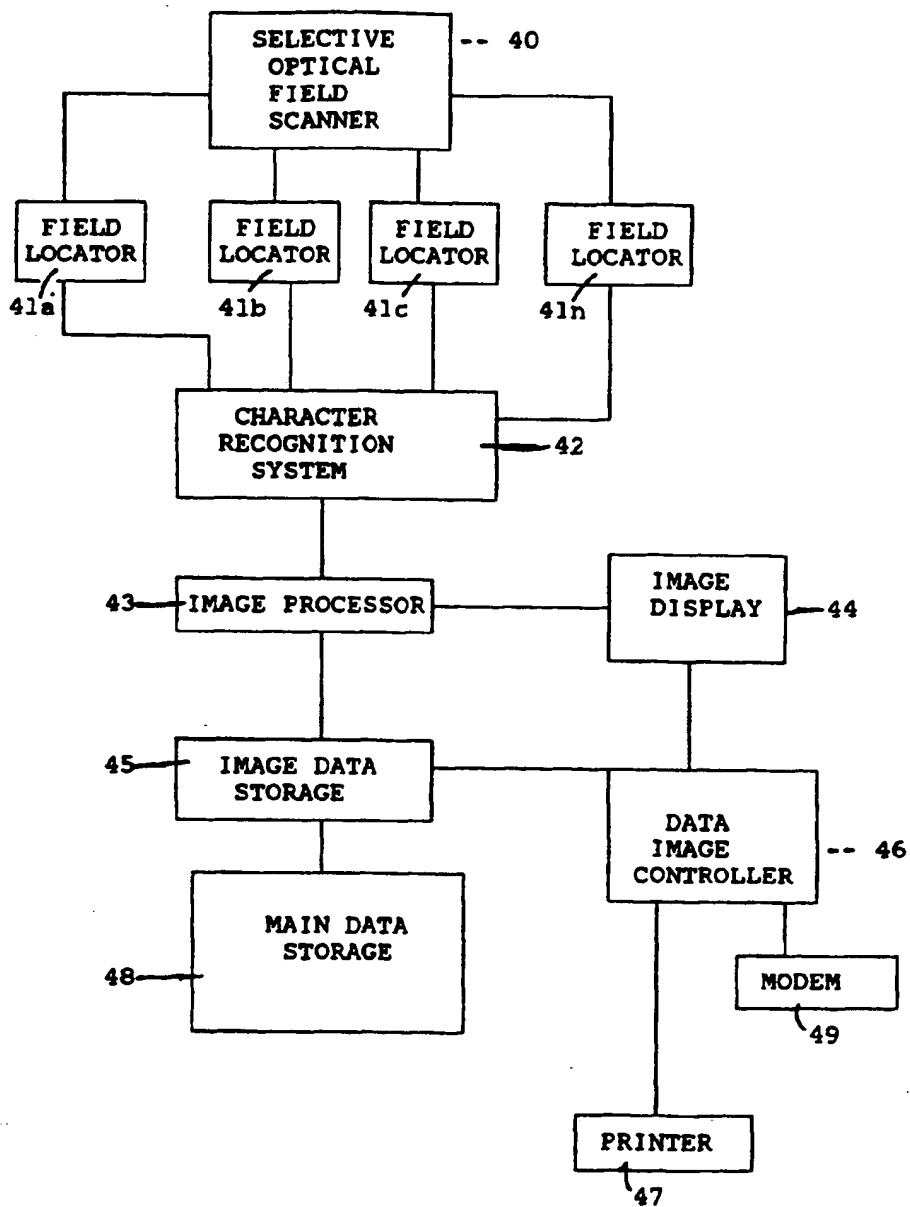 SELECTIVE
OPTICAL
FIELD
SCANNER
-- 40
FIELD
LOCATOR
41a
FIELD
LOCATOR
41b
FIELD
LOCATOR
41c
FIELD
LOCATOR
41n
CHARACTER
RECOGNITION
SYSTEM
42
43
IMAGE PROCESSOR
IMAGE
DISPLAY
44
45
IMAGE DATA
STORAGE
DATA
IMAGE
CONTROLLER
-- 46
MAIN DATA
STORAGE
48
MODEM
49
PRINTER
47